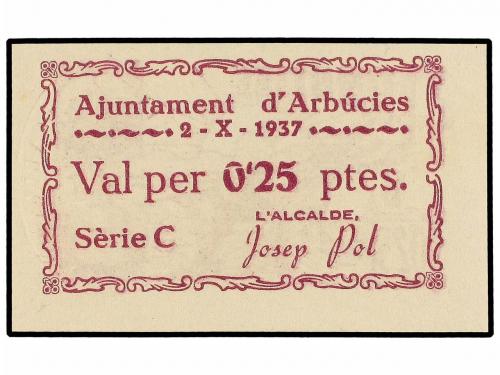 Ajuntament d'Arbúcies
2 - X - 1937
Val per 0'25 ptes.
L'ALCALDE,
Sèrie C
Josep Pol